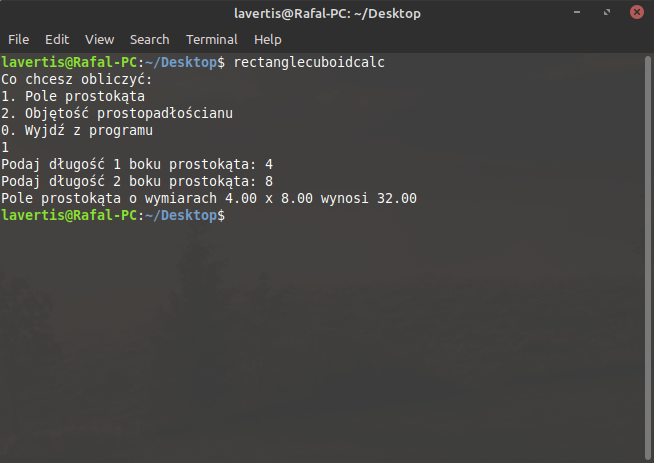 lavertis@Rafal-PC: ~/Desktop
File Edit View Search Terminal Help
lavertis@Rafal-PC:~/Desktop$ rectanglecuboidcalc
Co chcesz obliczyć:
1. Pole prostokąta
2. Objętość prostopadłościanu
0. Wyjdź z programu
1
Podaj długość 1 boku prostokąta: 4
Podaj długość 2 boku prostokąta: 8
Pole prostokąta o wymiarach 4.00 x 8.00 wynosi 32.00
lavertis@Rafal-PC:~/Desktop$